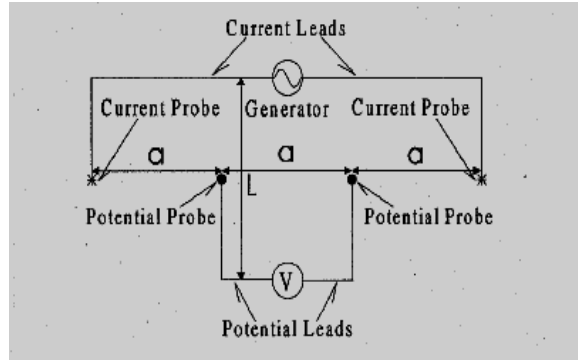 Current Leads
Current Probe
Generator
Current Probe
a
a
a
Potential Probe
L
Potential Probe
V
Potential Leads